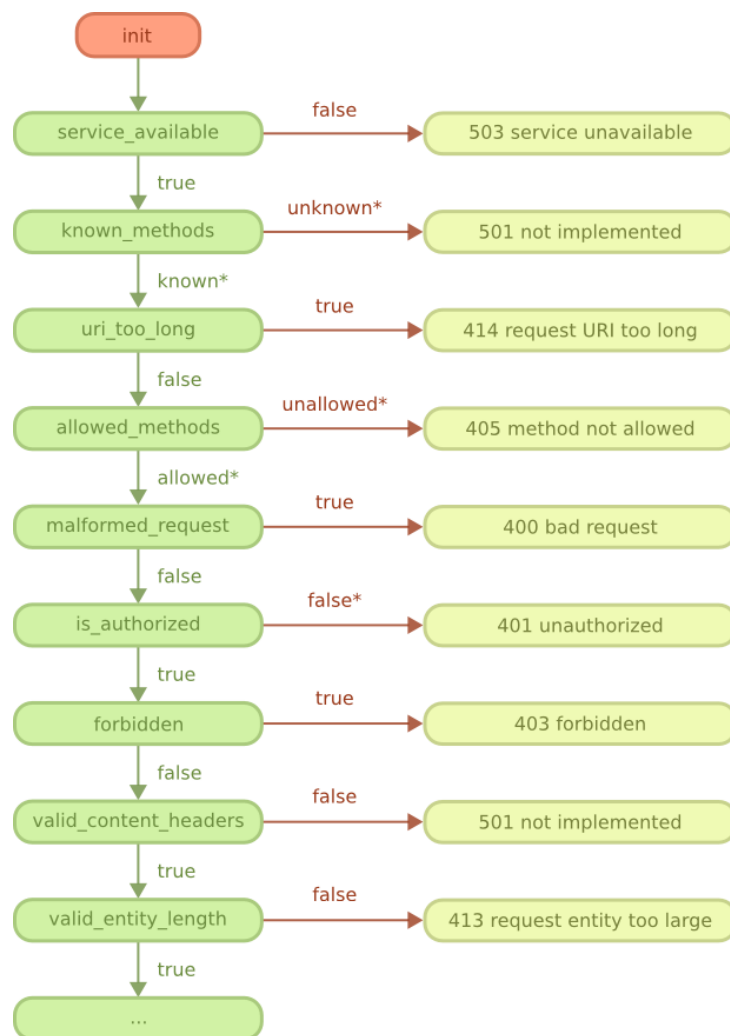 init
false
service_available
503 service unavailable
true
unknown*
known_methods
501 not implemented
known*
true
uri_too_long
414 request URI too long
false
unallowed*
allowed_methods
405 method not allowed
allowed*
true
malformed_request
400 bad request
false
false*
is_authorized
401 unauthorized
true
true
forbidden
403 forbidden
false
false
valid_content_headers
501 not implemented
true
false
valid_entity_length
413 request entity too large
true
...